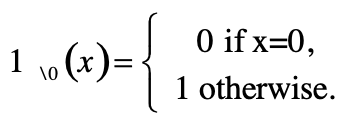 1 \0 (x)= { 0 if x=0,
1 otherwise.